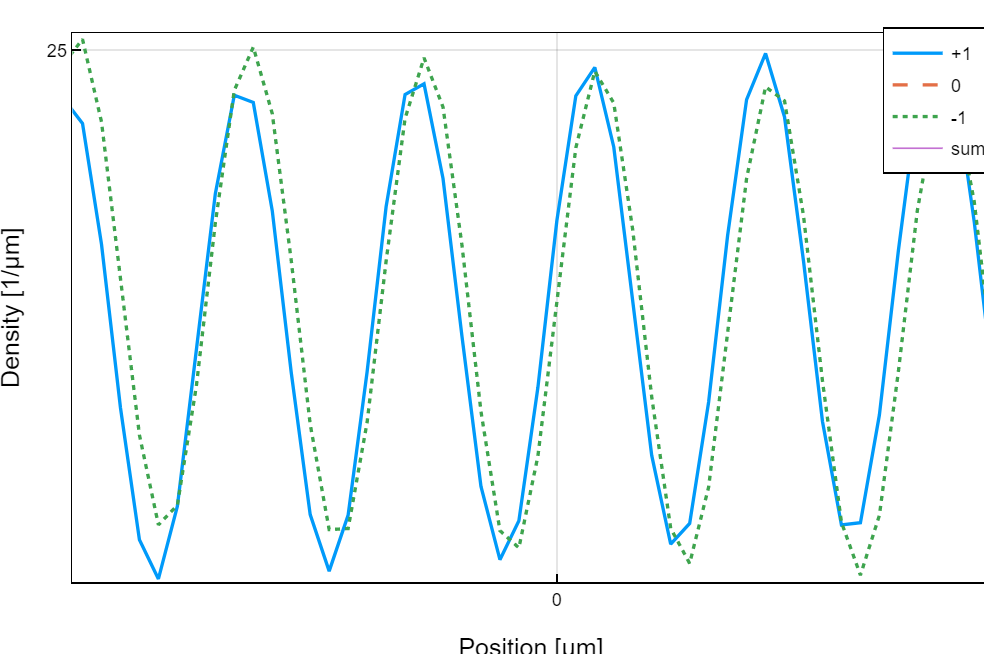 25
+1
0
-1
sum
Density [1/μm]
0
Position [μm]